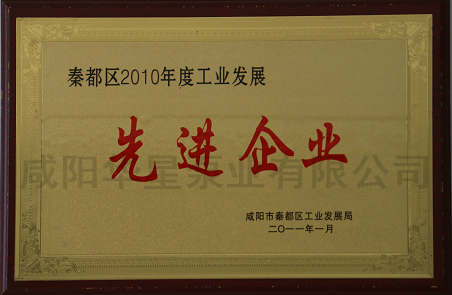 秦都区2010年度工业发展
先进企业
咸阳华星泵业有限公司
咸阳市秦都区工业发展局
二〇一一年一月